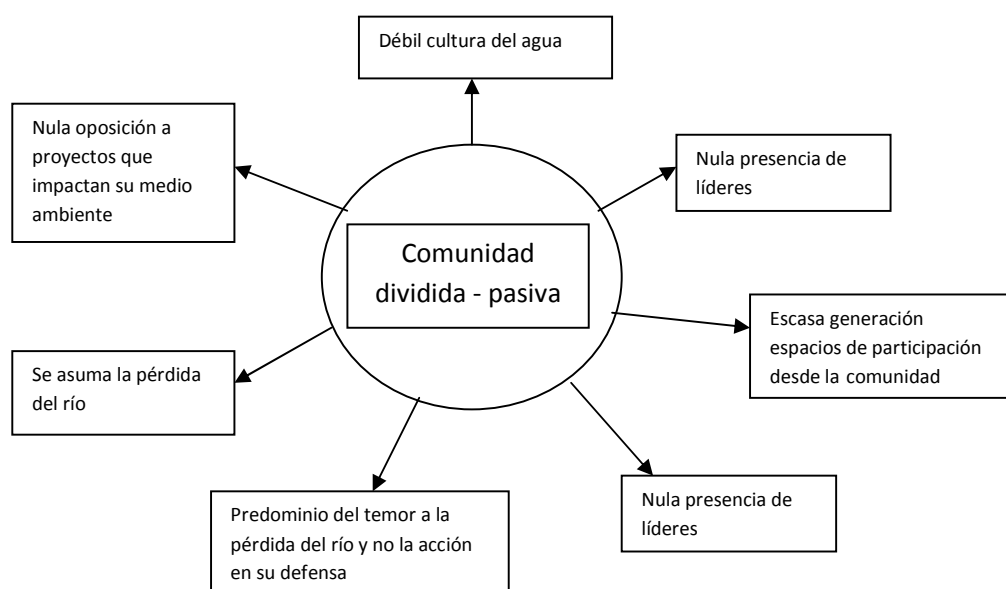 Débil cultura del agua
Nula oposición a
proyectos que
impactan su medio
ambiente
Nula presencia de
líderes
Comunidad
dividida - pasiva
Escasa generación
espacios de participación
desde la comunidad
Se asuma la pérdida
del río
Nula presencia de
líderes
Predominio del temor a la
pérdida del río y no la acción
en su defensa